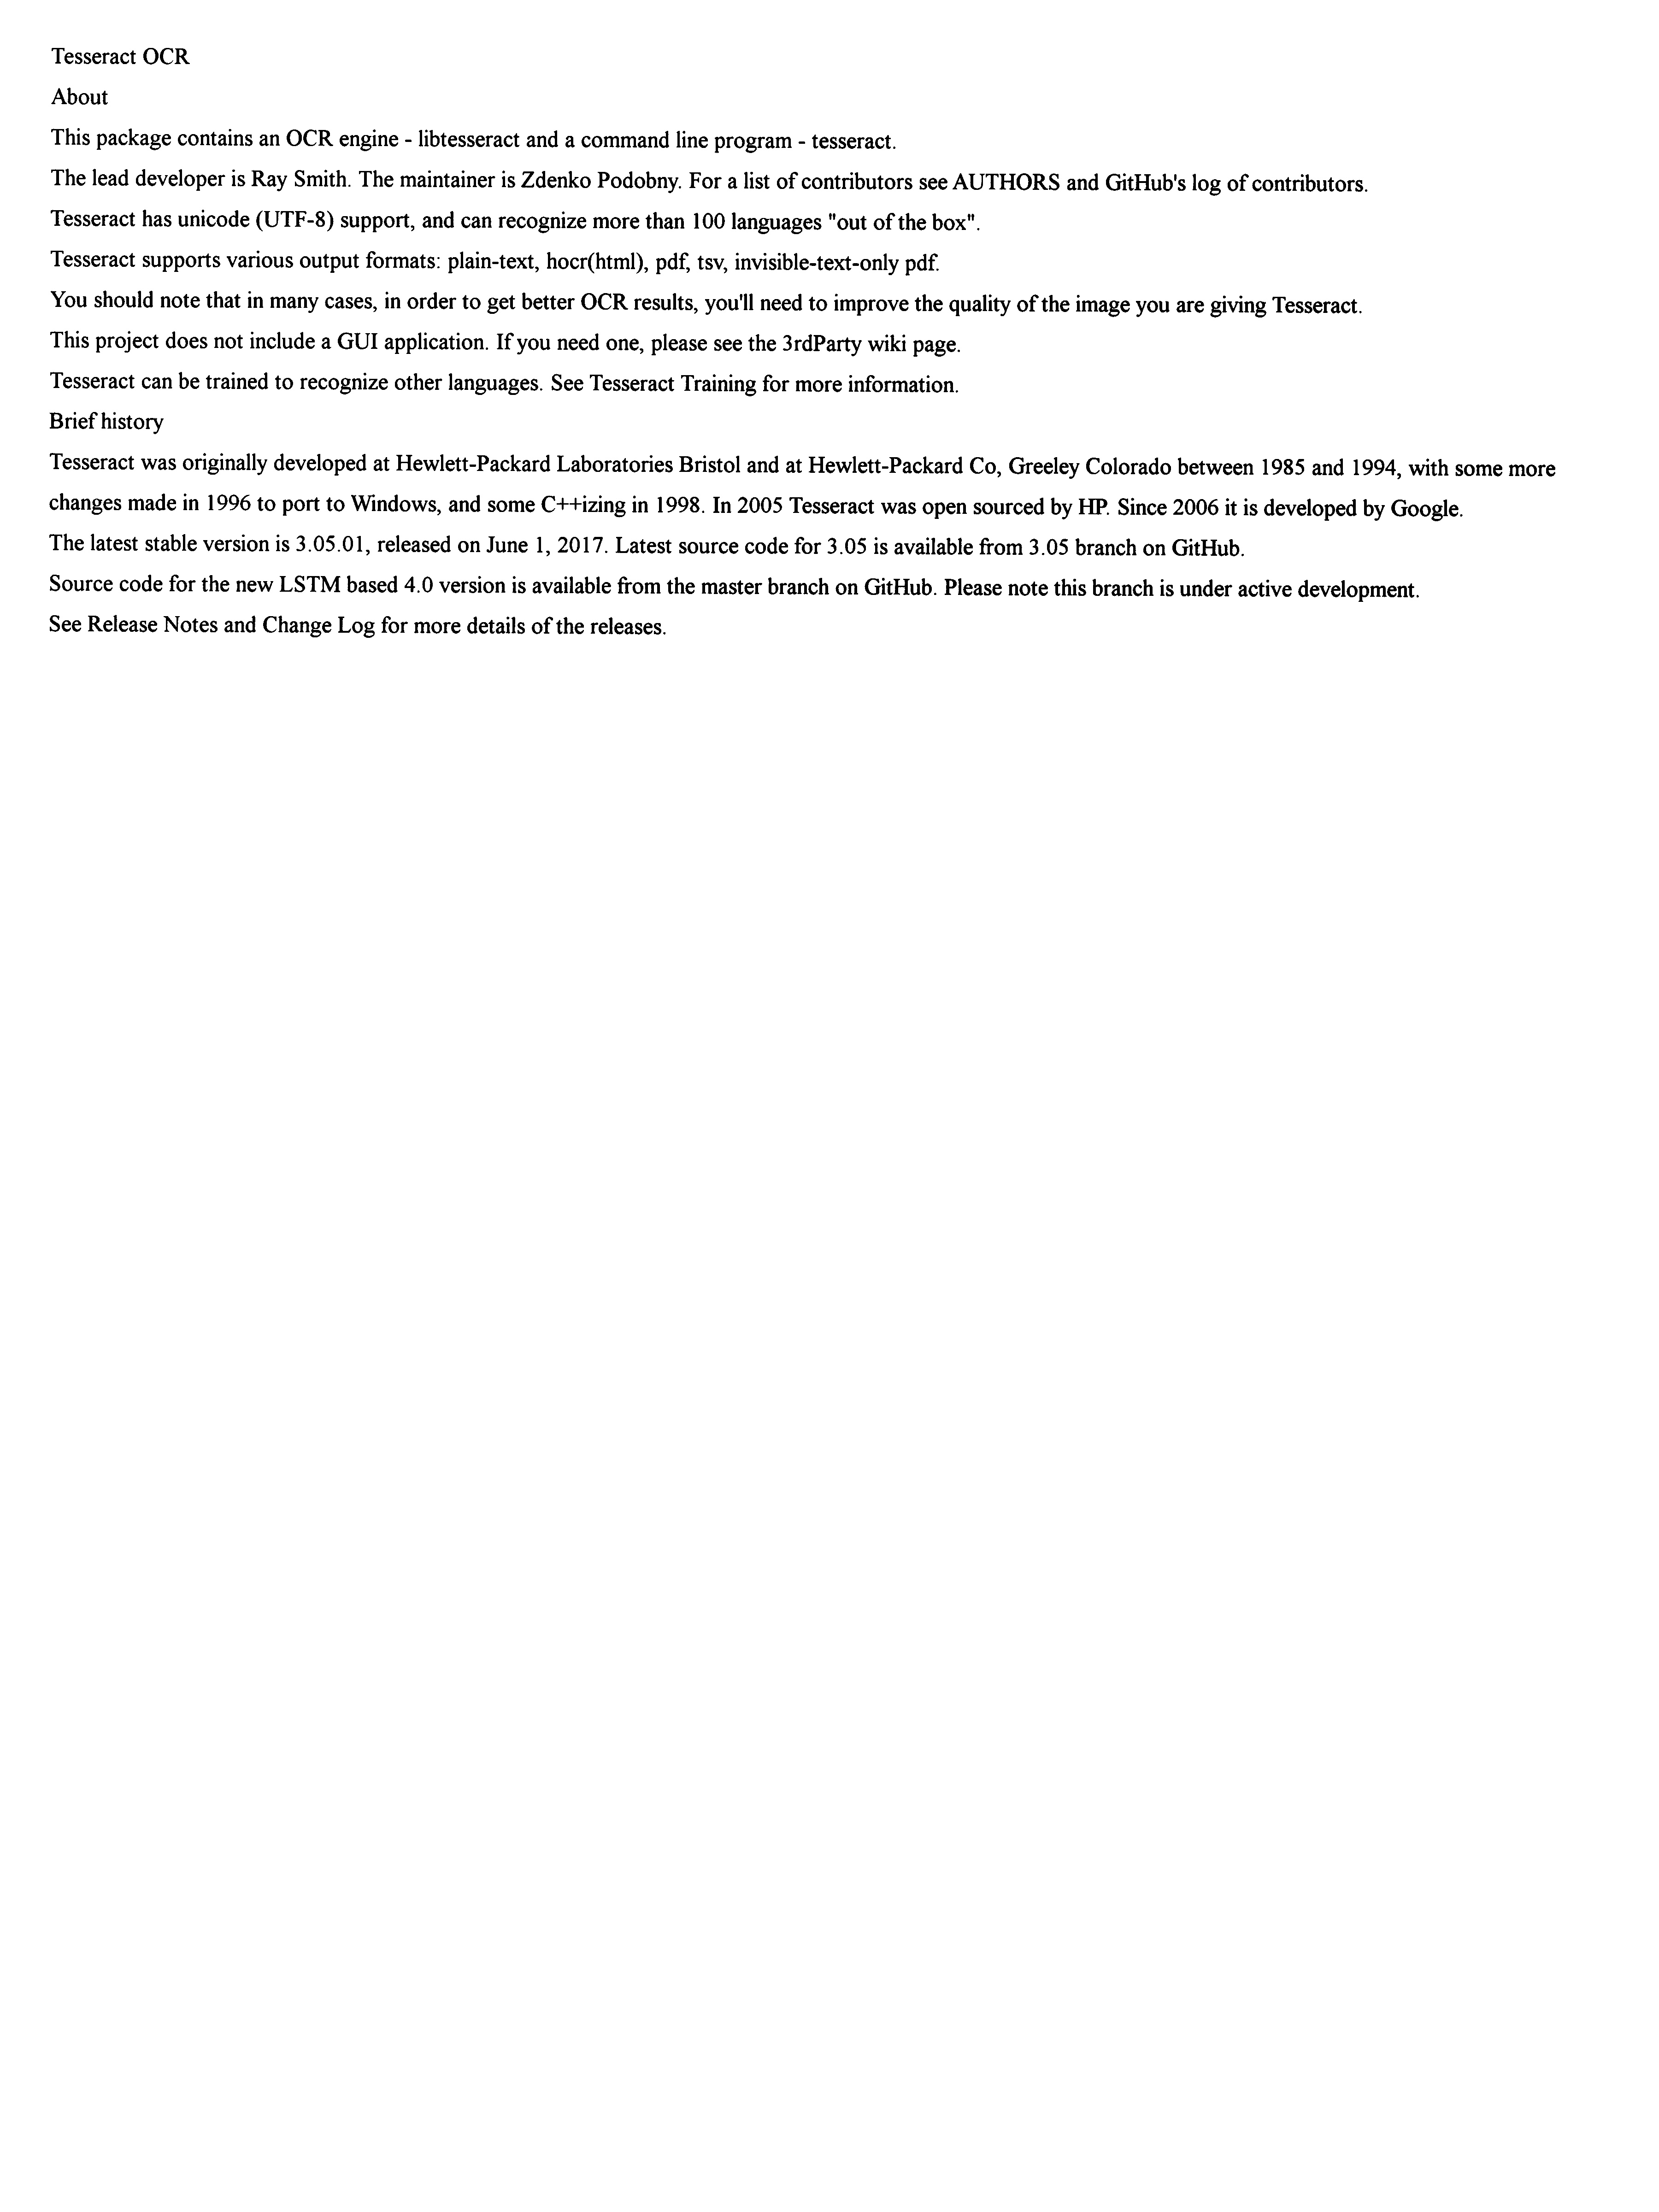 Tesseract OCR
About
This package contains an OCR engine - libtesseract and a command line program - tesseract.
The lead developer is Ray Smith. The maintainer is Zdenko Podobny. For a list of contributors see AUTHORS and GitHub's log of contributors.
Tesseract has unicode (UTF-8) support, and can recognize more than 100 languages "out of the box".
Tesseract supports various output formats: plain-text, hocr(html), pdf, tsv, invisible-text-only pdf.
You should note that in many cases, in order to get better OCR results, you'll need to improve the quality of the image you are giving Tesseract.
This project does not include a GUI application. If you need one, please see the 3rdParty wiki page.
Tesseract can be trained to recognize other languages. See Tesseract Training for more information.
Brief history
Tesseract was originally developed at Hewlett-Packard Laboratories Bristol and at Hewlett-Packard Co, Greeley Colorado between 1985 and 1994, with some more
changes made in 1996 to port to Windows, and some C++izing in 1998. In 2005 Tesseract was open sourced by HP. Since 2006 it is developed by Google.
The latest stable version is 3.05.01, released on June 1, 2017. Latest source code for 3.05 is available from 3.05 branch on GitHub.
Source code for the new LSTM based 4.0 version is available from the master branch on GitHub. Please note this branch is under active development.
See Release Notes and Change Log for more details of the releases.